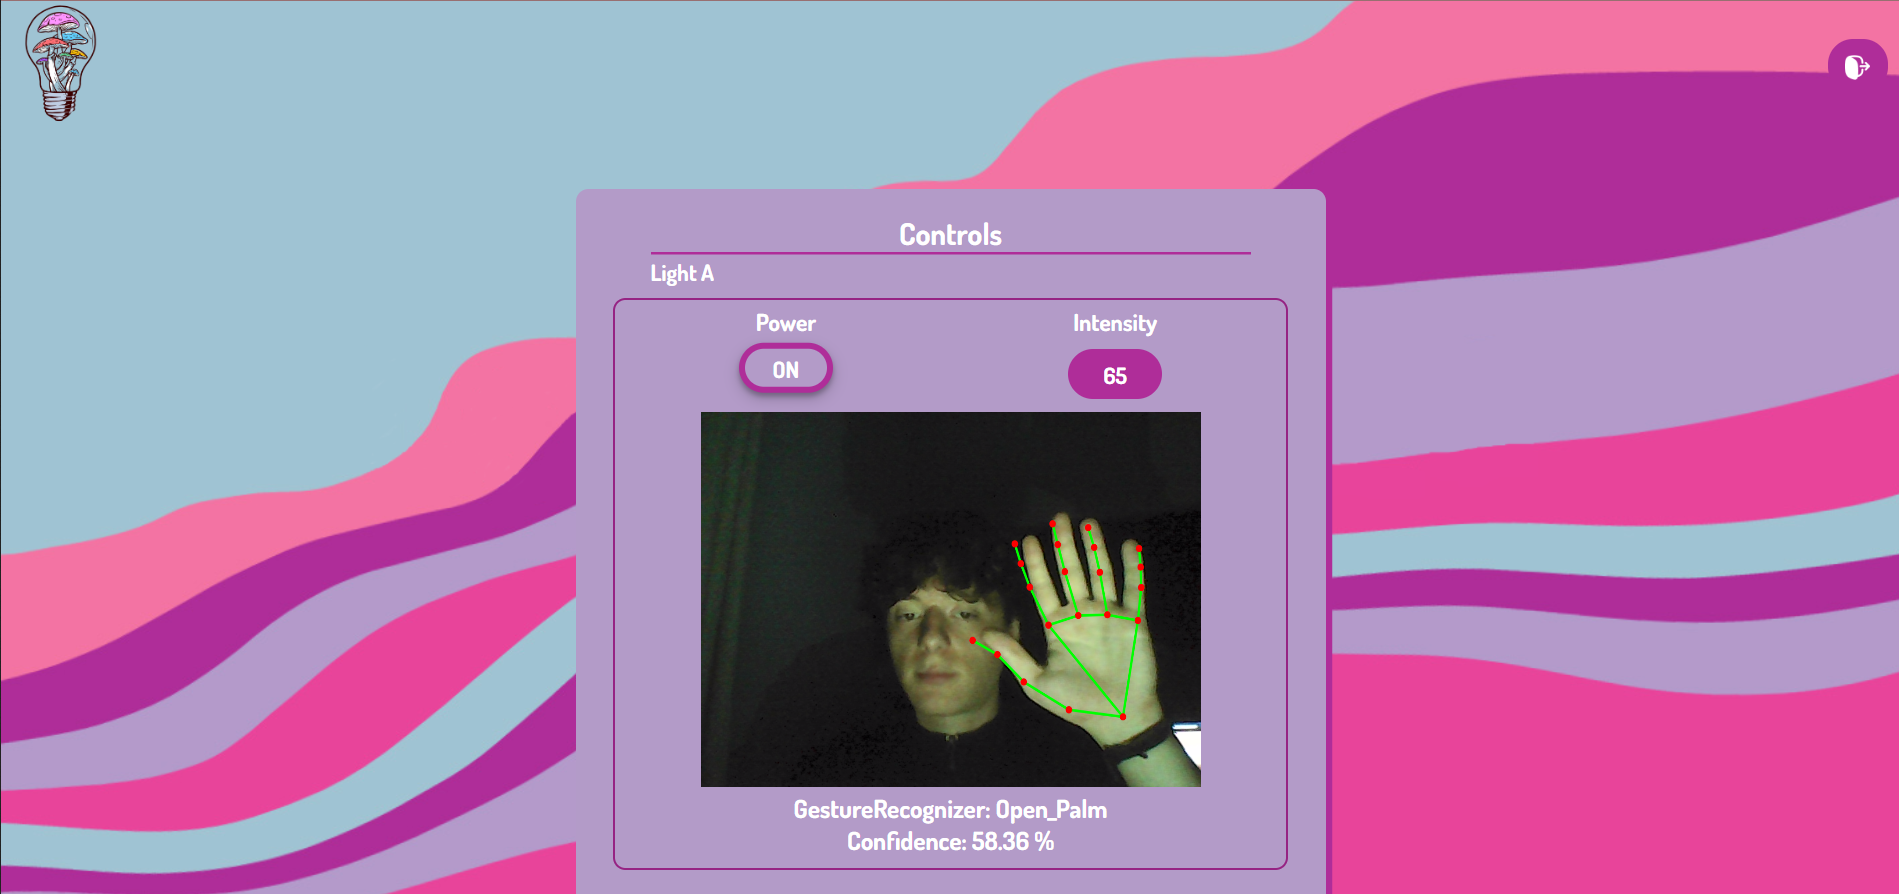 Controls
Light A
Power
Intensity
ON
65
GestureRecognizer: Open_Palm
Confidence: 58.36 %